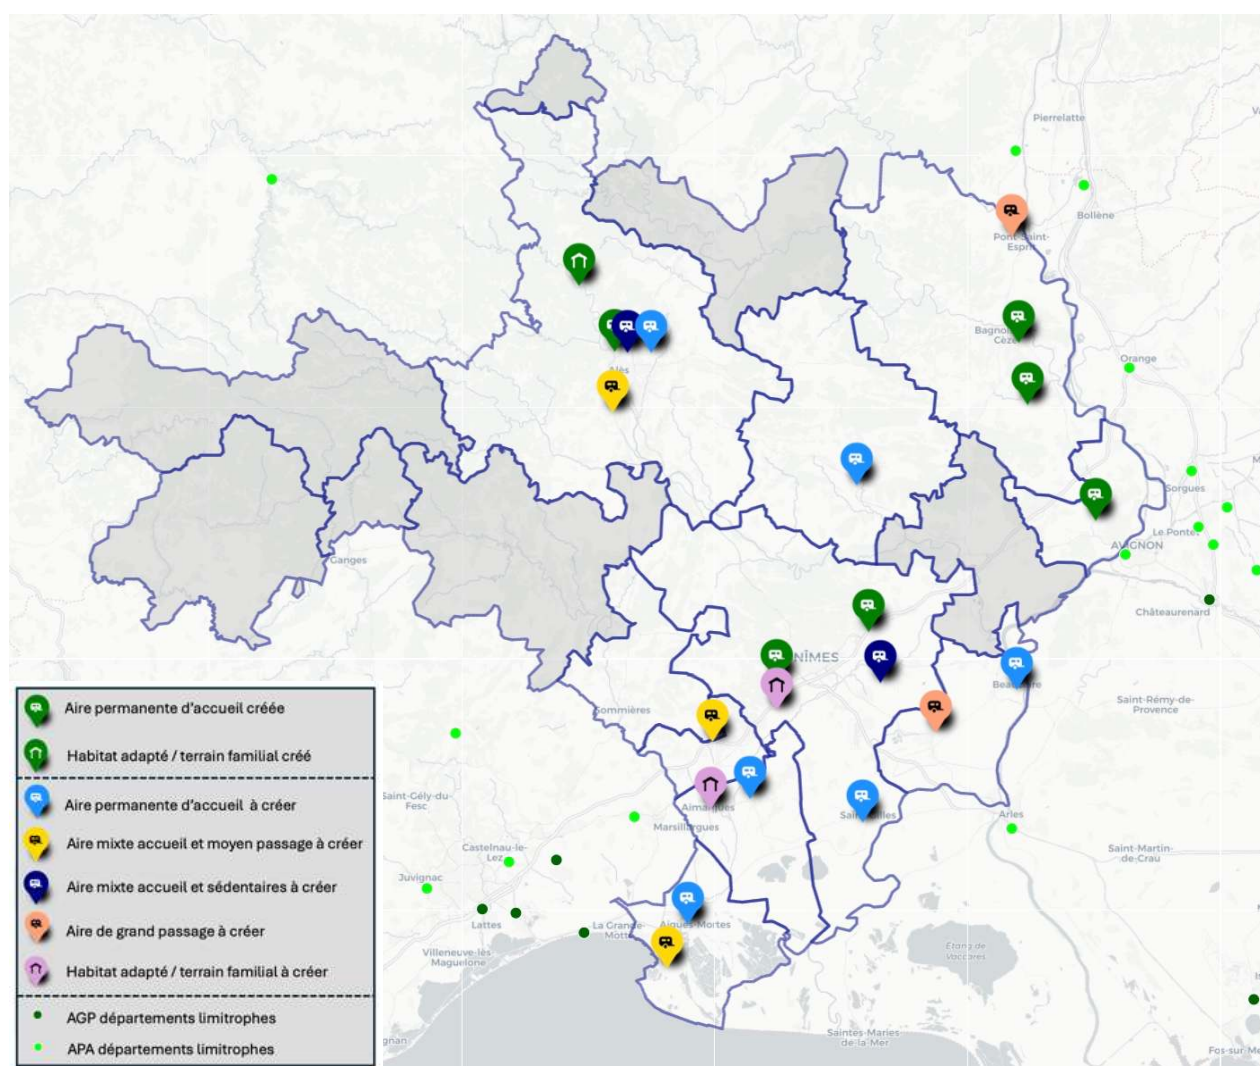 Pierrelatte
Bollène
Pont-Saint-
Esprit
Bagnols-
Cèze
Orange
Alès
Sorgues
Le Ponte
AVIGNON
Ganges
Châteaurenard
NÎMES
Beaucaire
Saint-Rémy-de-
Provence
Sommières
Aire permanente d'accueil créée
Habitat adapté / terrain familial créé
Aire permanente d'accueil à créer
Aire mixte accueil et moyen passage à créer
Aire mixte accueil et sédentaires à créer
Aire de grand passage à créer
Habitat adapté / terrain familial à créer
AGP départements limitrophes
APA départements limitrophes
Saint-Gély-du-
Fesc
Aimargues
Marsillargues
Saint-Gilles
Arles
Castelnau-le-
Lez
Saint-Martin-
de-Crau
Juvignac
Lattes
La Grande-
Motte
Aigues-Mortes
Villeneuve-lès-
Maguelone
Étang de
Vaccarès
Saintes-Maries-
de-la-Mer
gnan
Fos-sur-Me